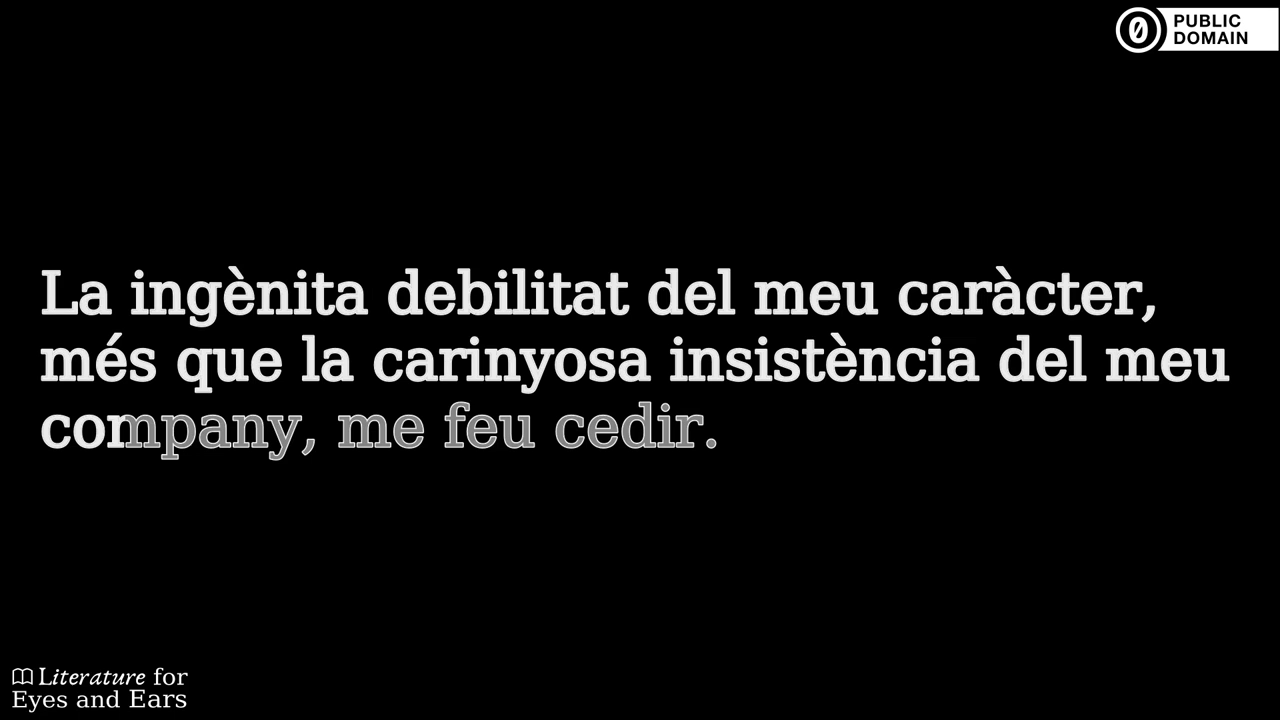 PUBLIC
DOMAIN
La ingènita debilitat del meu caràcter,
més que la carinyosa insistència del meu
company, me feu cedir.
Literature for
Eyes and Ears